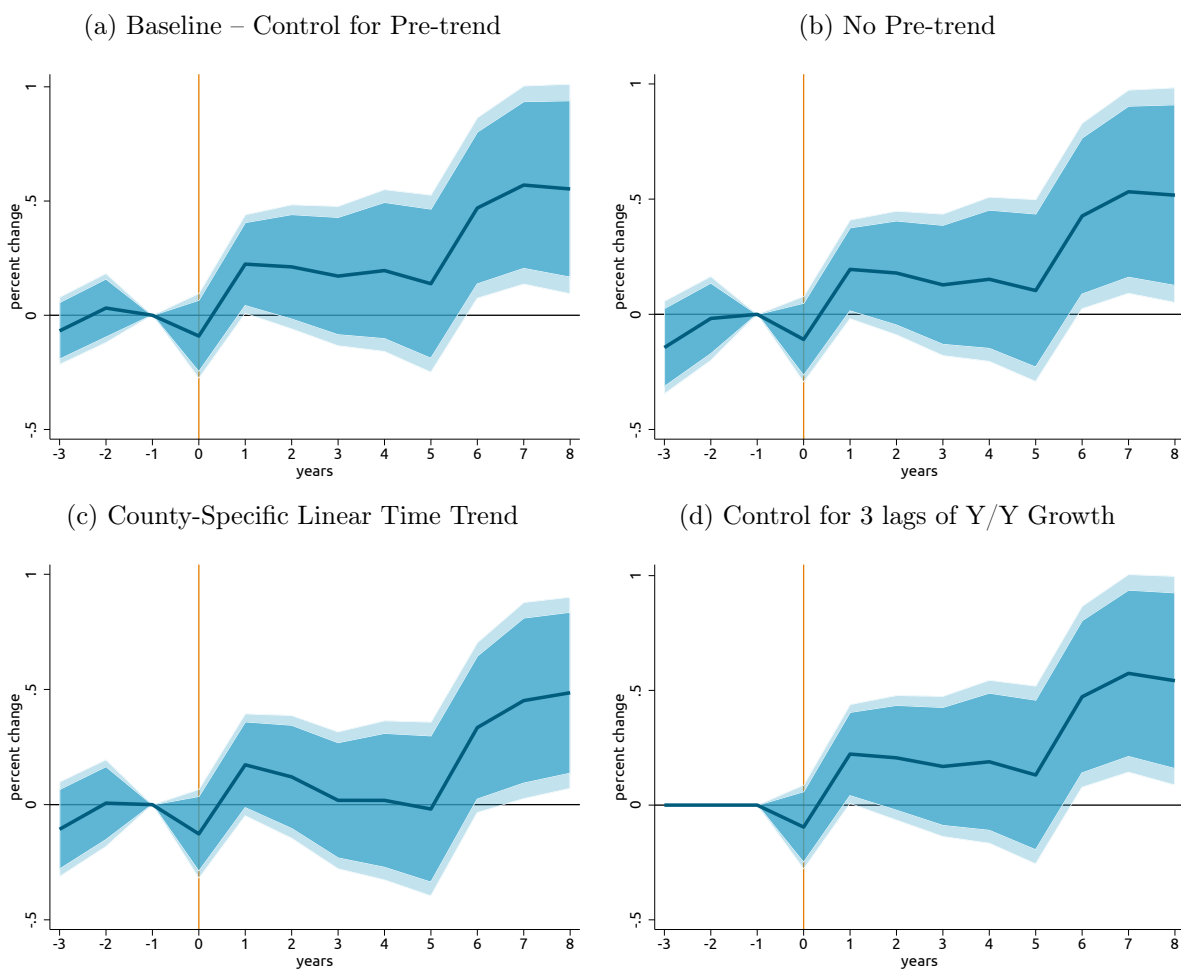 (a) Baseline – Control for Pre-trend
percent change
1
.5
0
-.5
-3 -2 -1 0 1 2 3 4 5 6 7 8
years
(b) No Pre-trend
percent change
1
.5
0
-.5
-3 -2 -1 0 1 2 3 4 5 6 7 8
years
(c) County-Specific Linear Time Trend
percent change
1
.5
0
-.5
-3 -2 -1 0 1 2 3 4 5 6 7 8
years
(d) Control for 3 lags of Y/Y Growth
percent change
1
.5
0
-.5
-3 -2 -1 0 1 2 3 4 5 6 7 8
years